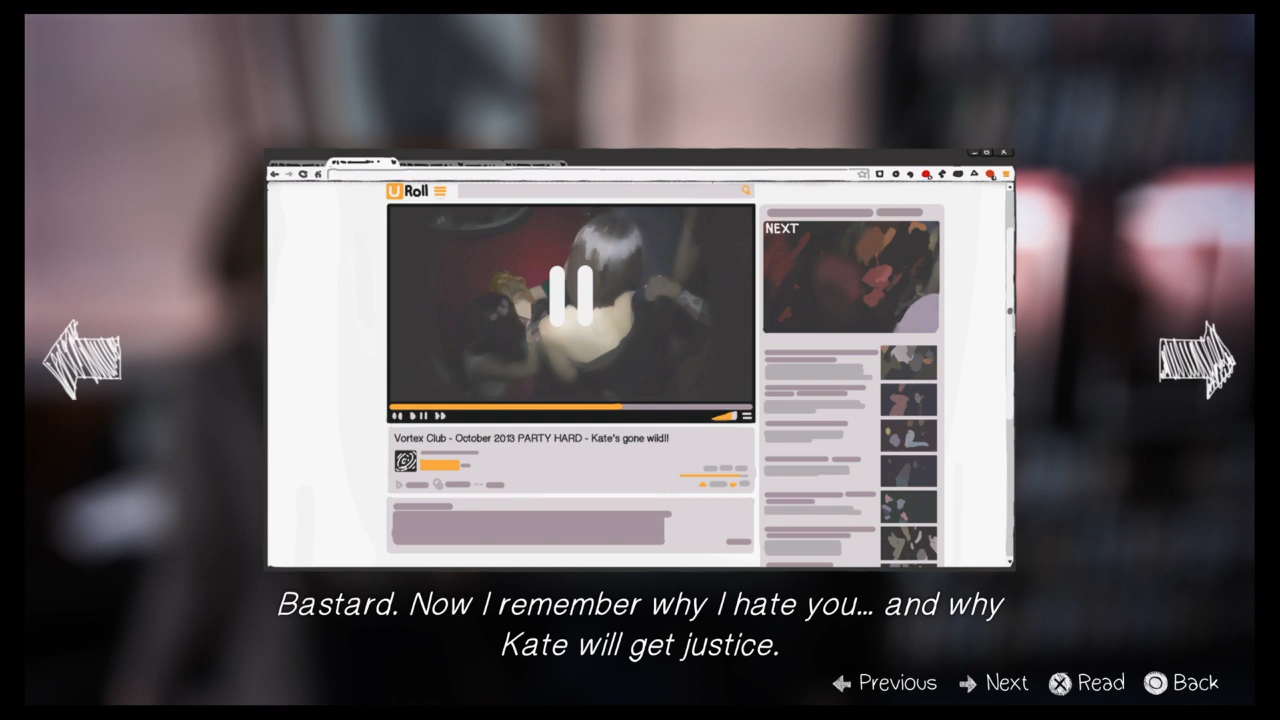 U Roll
NEXT
Vortex Club - October 2013 PARTY HARD - Kate's gone wild!!
Bastard. Now I remember why I hate you... and why
Kate will get justice.
Previous Next Read Back